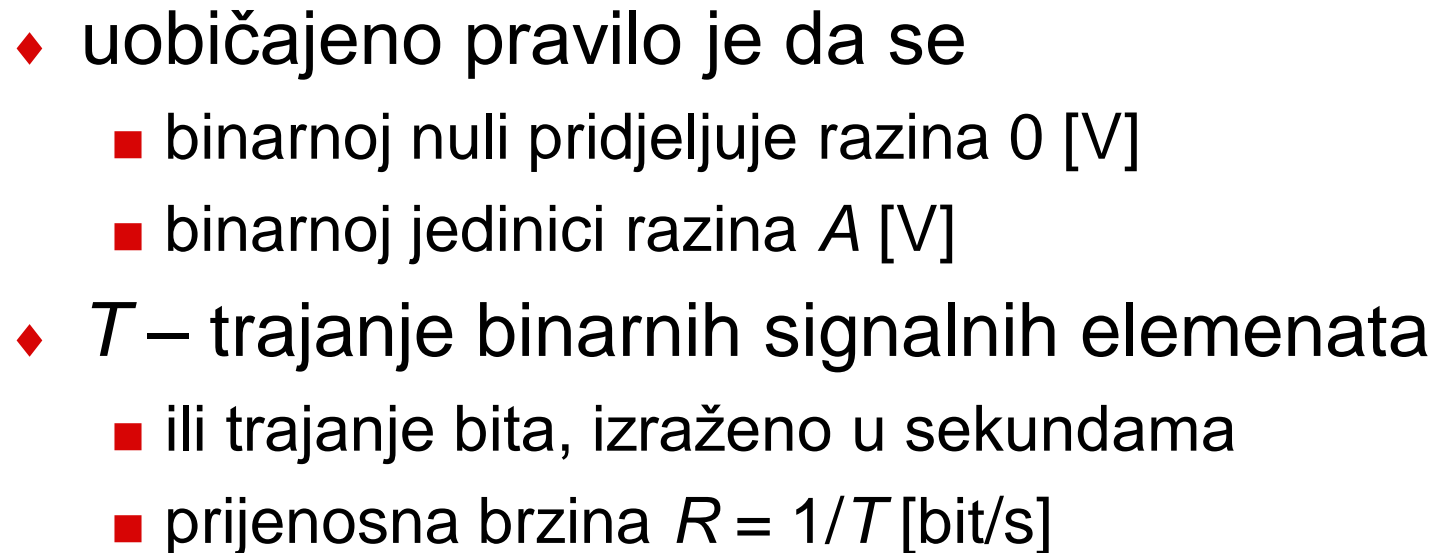 ♦ uobičajeno pravilo je da se
■ binarnoj nuli pridjeljuje razina 0 [V]
■ binarnoj jedinici razina A [V]
♦ T – trajanje binarnih signalnih elemenata
■ ili trajanje bita, izraženo u sekundama
■ prijenosna brzina R = 1/T [bit/s]